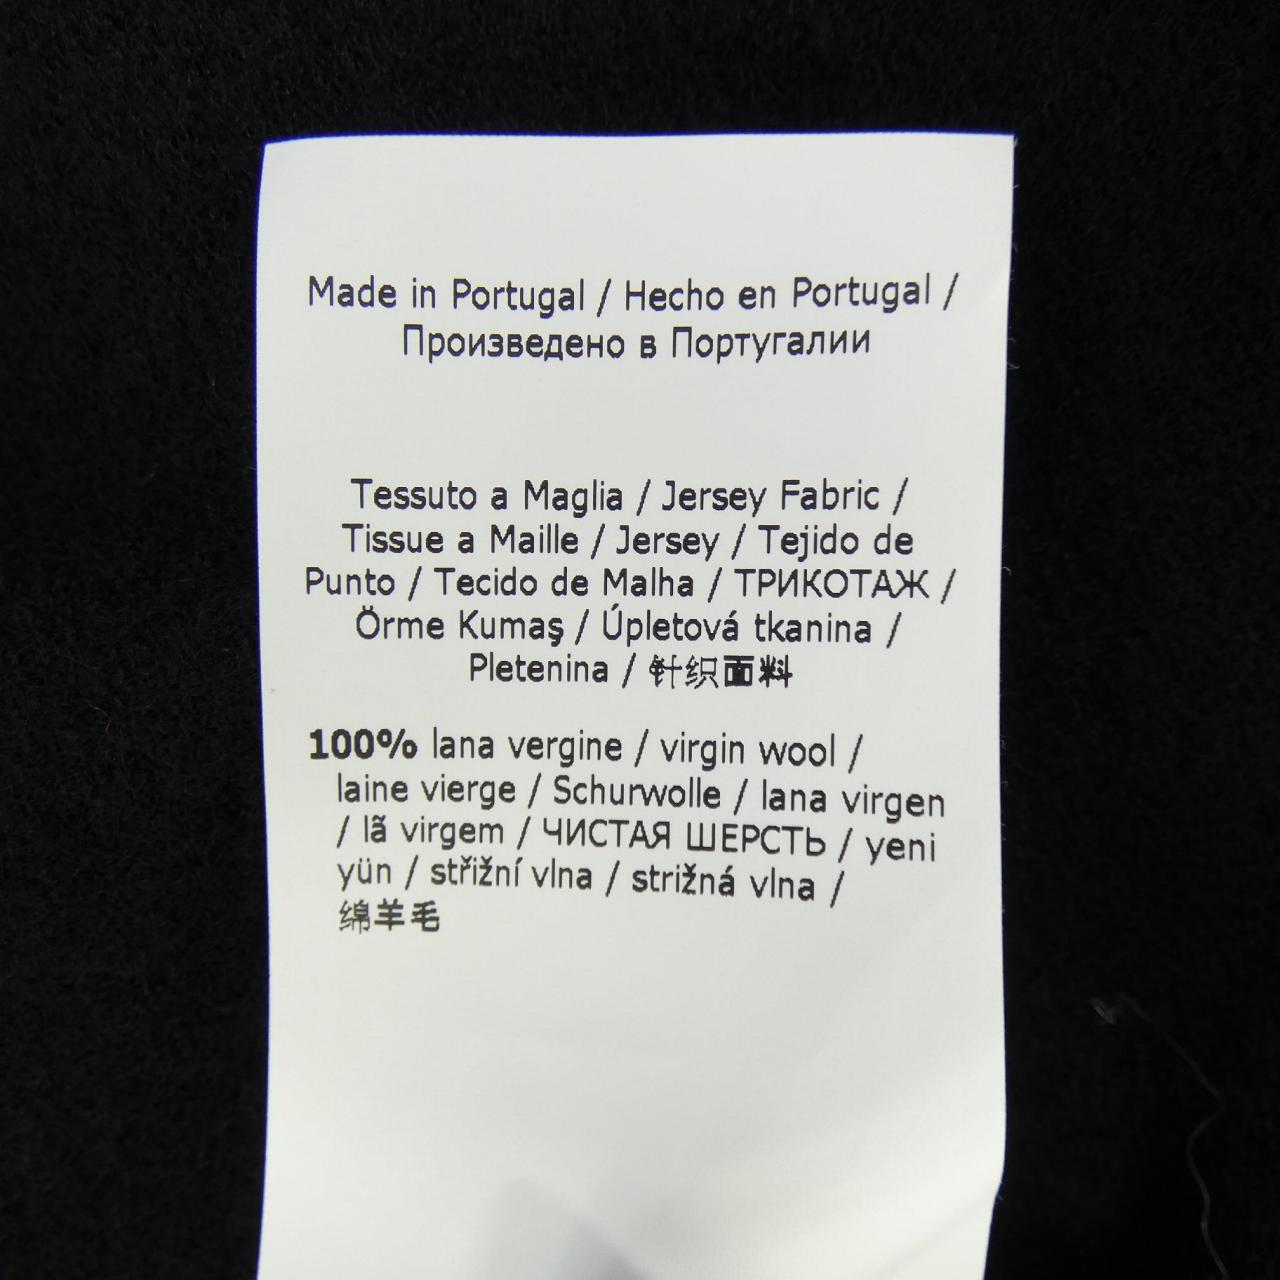 Made in Portugal / Hecho en Portugal /
Произведено в Португалии
Tessuto a Maglia / Jersey Fabric /
Tissue a Maille / Jersey / Tejido de
Punto / Tecido de Malha / ТРИКОТАЖ /
Örme Kumaş / Úpletová tkanina /
Pletenina / 针织面料
100% lana vergine / virgin wool /
laine vierge / Schurwolle / lana virgen
/ lã virgem / ЧИСТАЯ ШЕРСТЬ / yeni
yün / střižní vlna / strižná vlna /
绵羊毛